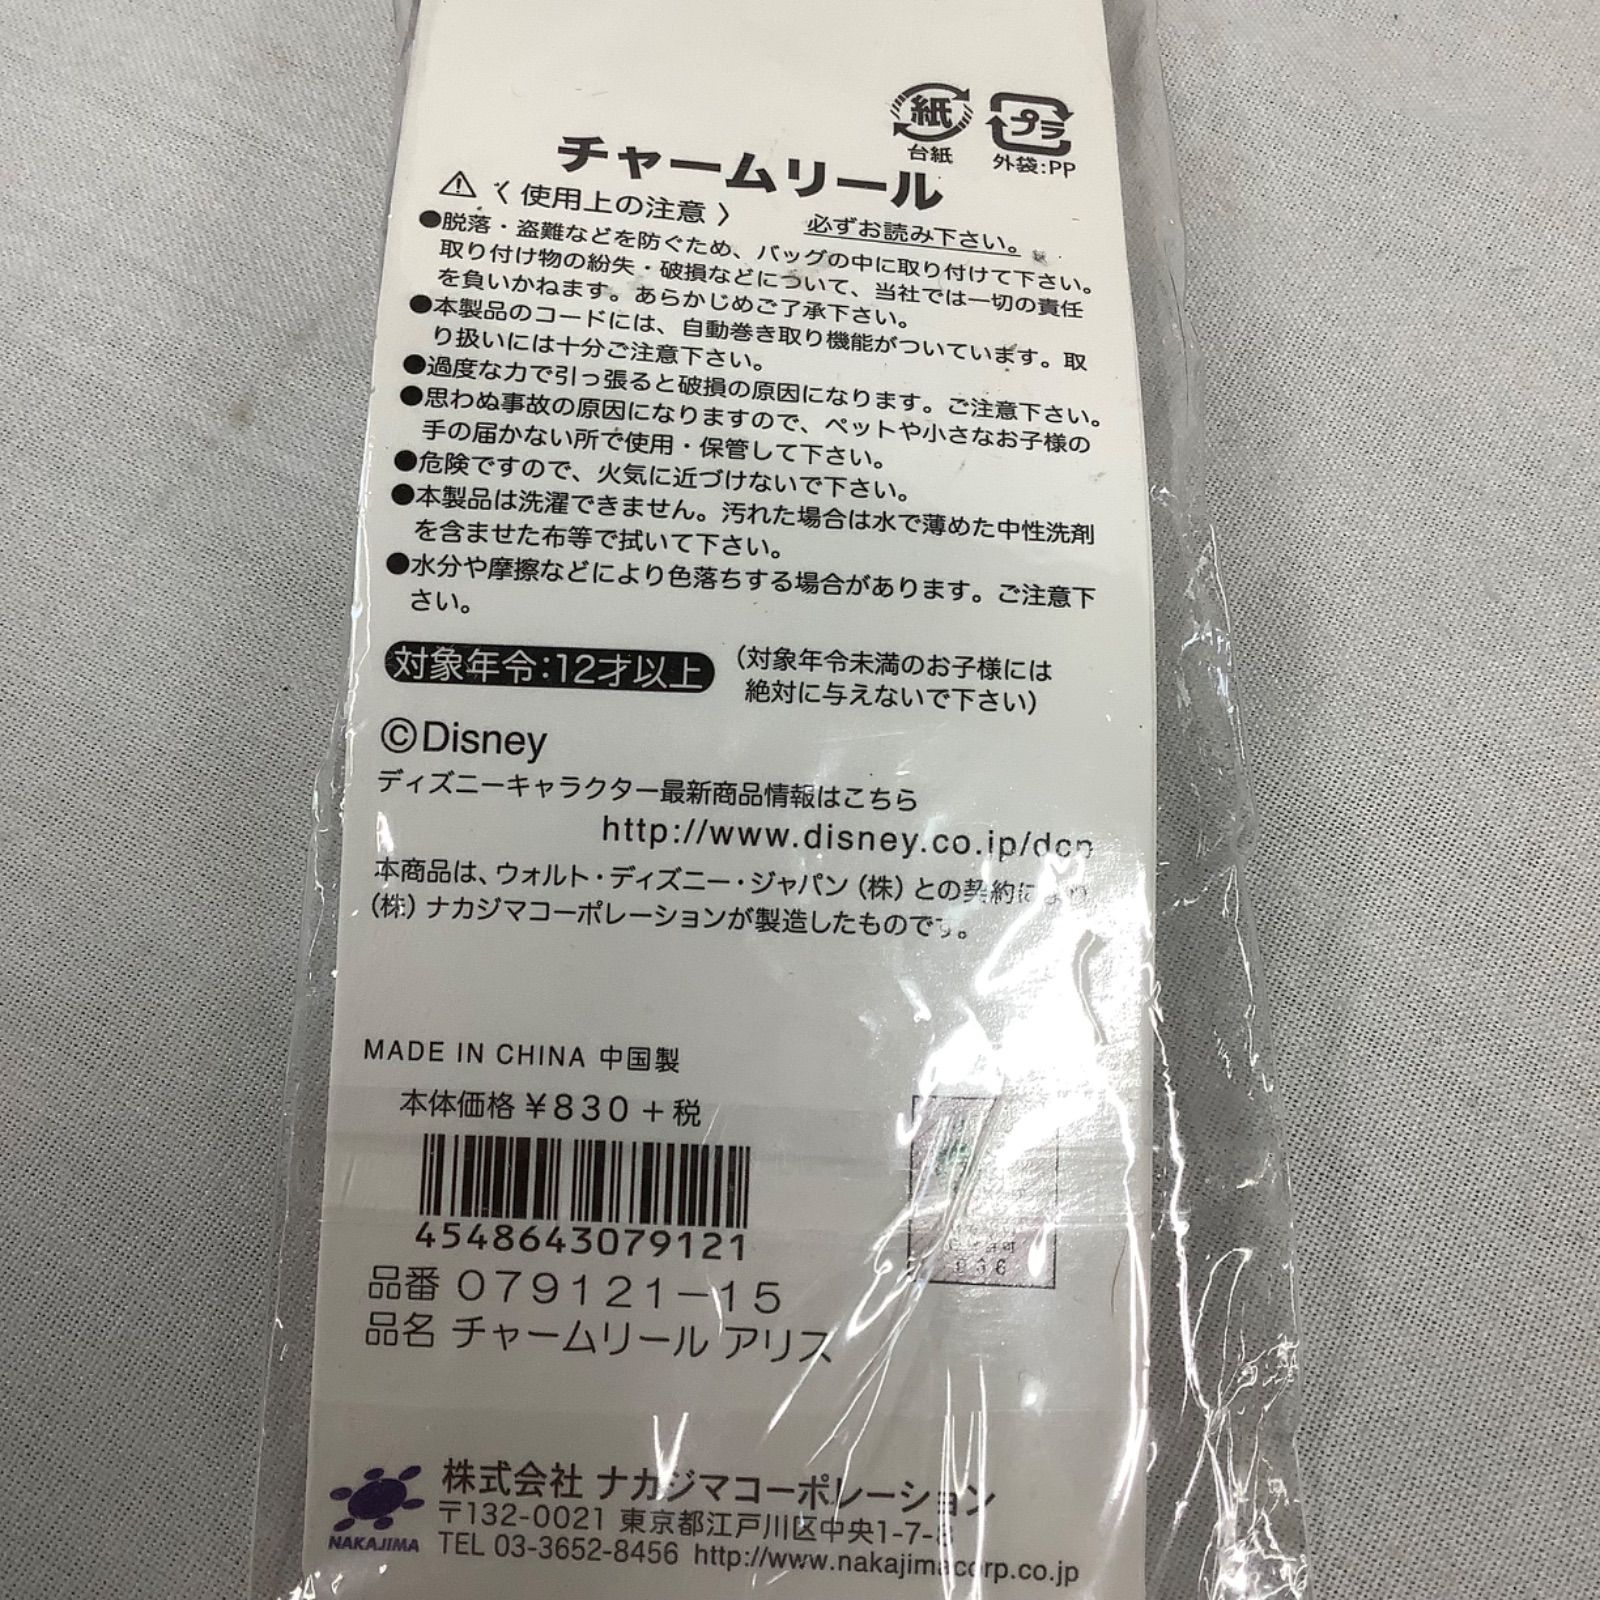 紙
台紙
プラ
外袋:PP
チャームリール
〈使用上の注意〉 必ずお読み下さい。
●脱落・盗難などを防ぐため、バッグの中に取り付けて下さい。
取り付け物の紛失・破損などについて、当社では一切の責任
を負いかねます。あらかじめご了承下さい。
●本製品のコードには、自動巻き取り機能がついています。取
り扱いには十分ご注意下さい。
●過度な力で引っ張ると破損の原因になります。ご注意下さい。
●思わぬ事故の原因になりますので、ペットや小さなお子様の
手の届かない所で使用・保管して下さい。
●危険ですので、火気に近づけないで下さい。
●本製品は洗濯できません。汚れた場合は水で薄めた中性洗剤
を含ませた布等で拭いて下さい。
●水分や摩擦などにより色落ちする場合があります。ご注意下
さい。
対象年令:12才以上
(対象年令未満のお子様には
絶対に与えないで下さい)
©Disney
ディズニーキャラクター最新商品情報はこちら
http://www.disney.co.jp/dcp
本商品は、ウォルト・ディズニー・ジャパン(株)との契約により
(株)ナカジマコーポレーションが製造したものです。
MADE IN CHINA 中国製
本体価格 ¥830+税
4548643079121
品番 079121-15
品名 チャームリール アリス
936
株式会社 ナカジマコーポレーション
〒132-0021 東京都江戸川区中央1-7-3
TEL 03-3652-8456 http://www.nakajimacorp.co.jp
NAKAJIMA